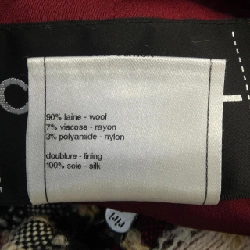 90% laine - wool
7% viscose - rayon
3% polyamide - nylon
doublure - lining
100% soie - silk